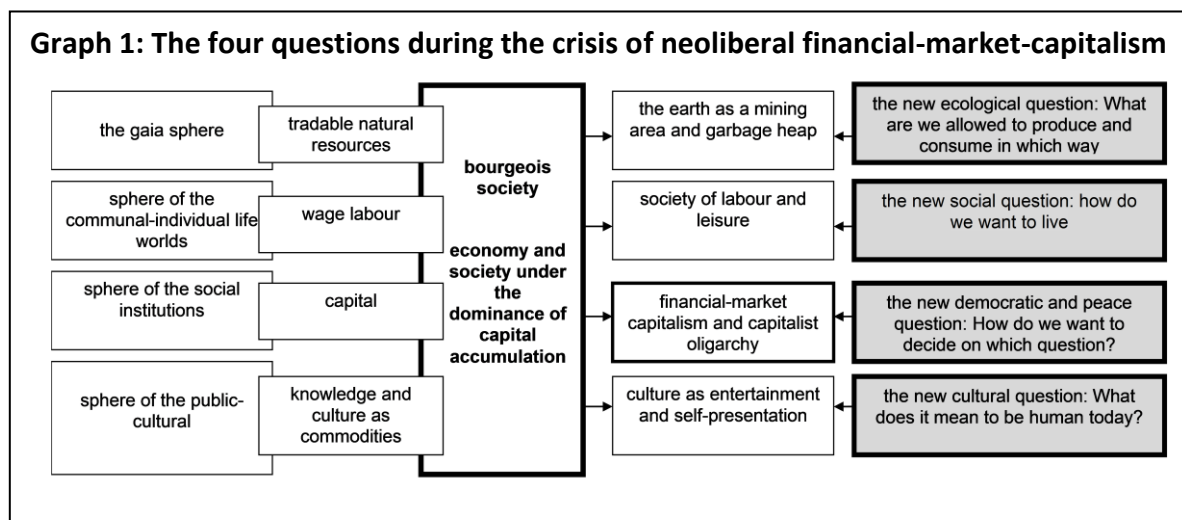 Graph 1: The four questions during the crisis of neoliberal financial-market-capitalism
the gaia sphere
tradable natural
resources
sphere of the
communal-individual life
worlds
wage labour
sphere of the social
institutions
capital
sphere of the public-
cultural
knowledge and
culture as
commodities
bourgeois
society
economy and
society under
the
dominance of
capital
accumulation
the earth as a mining
area and garbage heap
society of labour and
leisure
financial-market
capitalism and capitalist
oligarchy
culture as entertainment
and self-presentation
the new ecological question: What
are we allowed to produce and
consume in which way
the new social question: how do
we want to live
the new democratic and peace
question: How do we want to
decide on which question?
the new cultural question: What
does it mean to be human today?